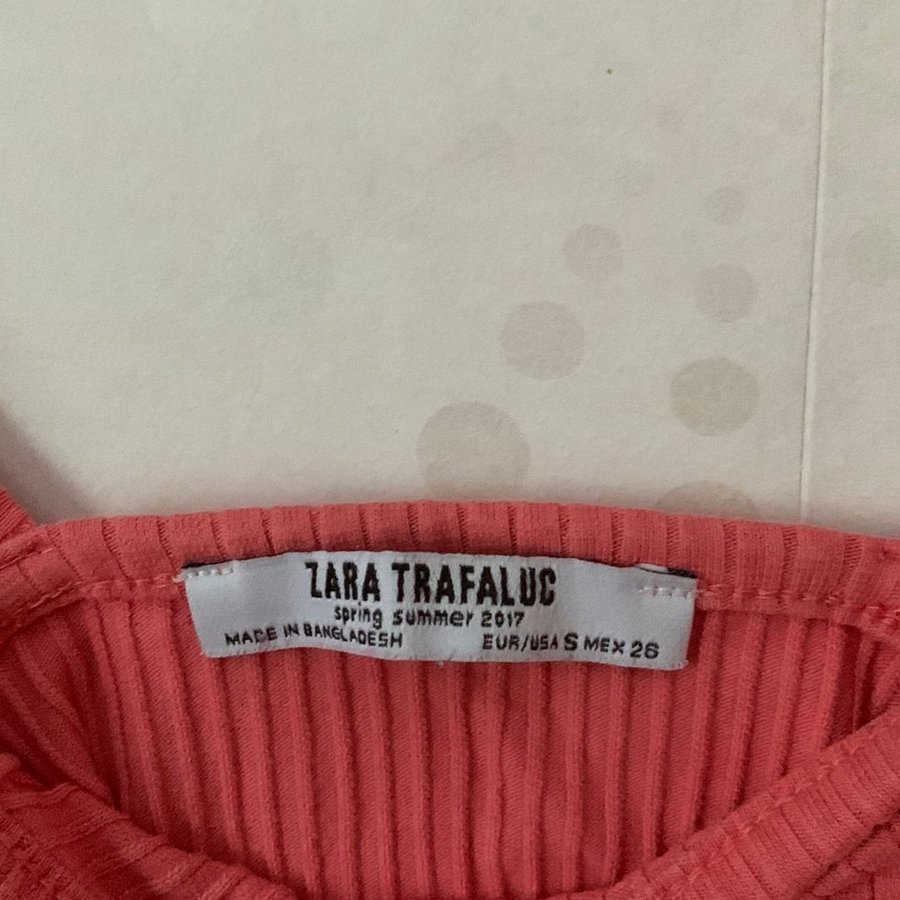 ZARA TRAFALUC
spring summer 2017
MADE IN BANGLADESH EUR/USA S MEX 26